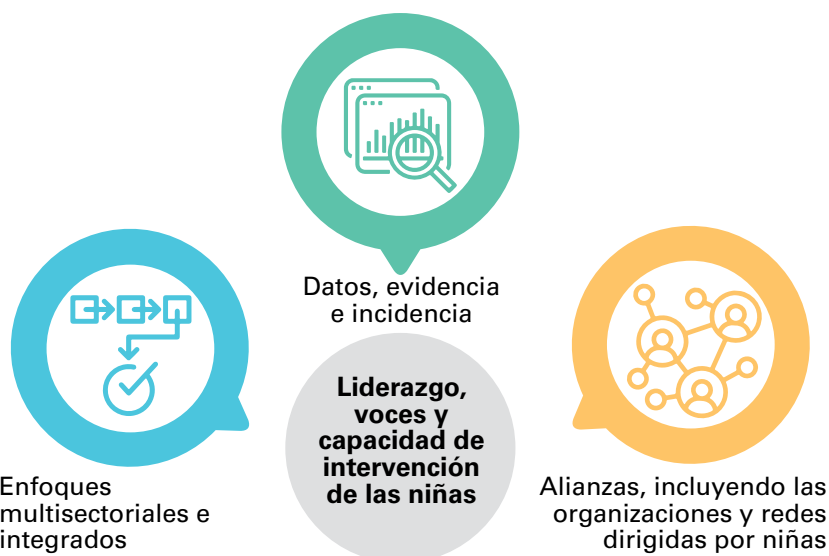 Datos, evidencia
e incidencia
Liderazgo,
voces y
capacidad de
intervención
de las niñas
Enfoques
multisectoriales e
integrados
Alianzas, incluyendo las
organizaciones y redes
dirigidas por niñas